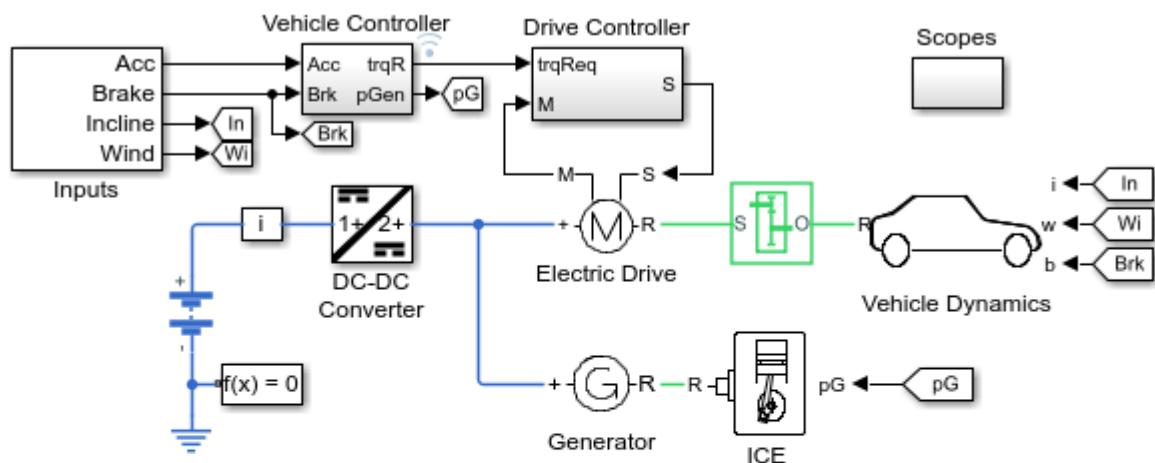 Vehicle Controller
Drive Controller
Scopes
Acc
Brake
Incline
Wind
Inputs
In
Wi
Acc trqR
Brk pGen
pG
Brk
trqReq
M
S
M
S
i
1+ 2+
DC-DC
Converter
+ M R
Electric Drive
S O
R
Vehicle Dynamics
i In
w Wi
b Brk
+
-
f(x) = 0
+ G R
Generator
R
ICE
pG pG